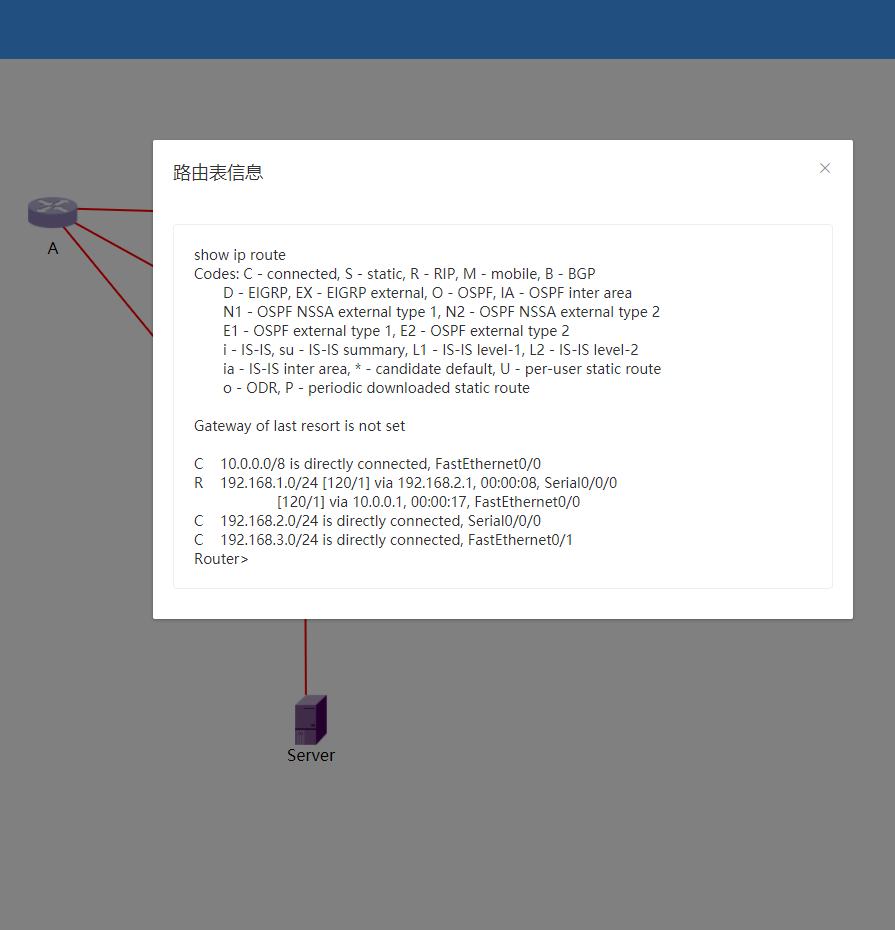 路由表信息
A
show ip route
Codes: C - connected, S - static, R - RIP, M - mobile, B - BGP
D - EIGRP, EX - EIGRP external, O - OSPF, IA - OSPF inter area
N1 - OSPF NSSA external type 1, N2 - OSPF NSSA external type 2
E1 - OSPF external type 1, E2 - OSPF external type 2
i - IS-IS, su - IS-IS summary, L1 - IS-IS level-1, L2 - IS-IS level-2
ia - IS-IS inter area, * - candidate default, U - per-user static route
o - ODR, P - periodic downloaded static route
Gateway of last resort is not set
C 10.0.0.0/8 is directly connected, FastEthernet0/0
R 192.168.1.0/24 [120/1] via 192.168.2.1, 00:00:08, Serial0/0/0
[120/1] via 10.0.0.1, 00:00:17, FastEthernet0/0
C 192.168.2.0/24 is directly connected, Serial0/0/0
C 192.168.3.0/24 is directly connected, FastEthernet0/1
Router>
Server